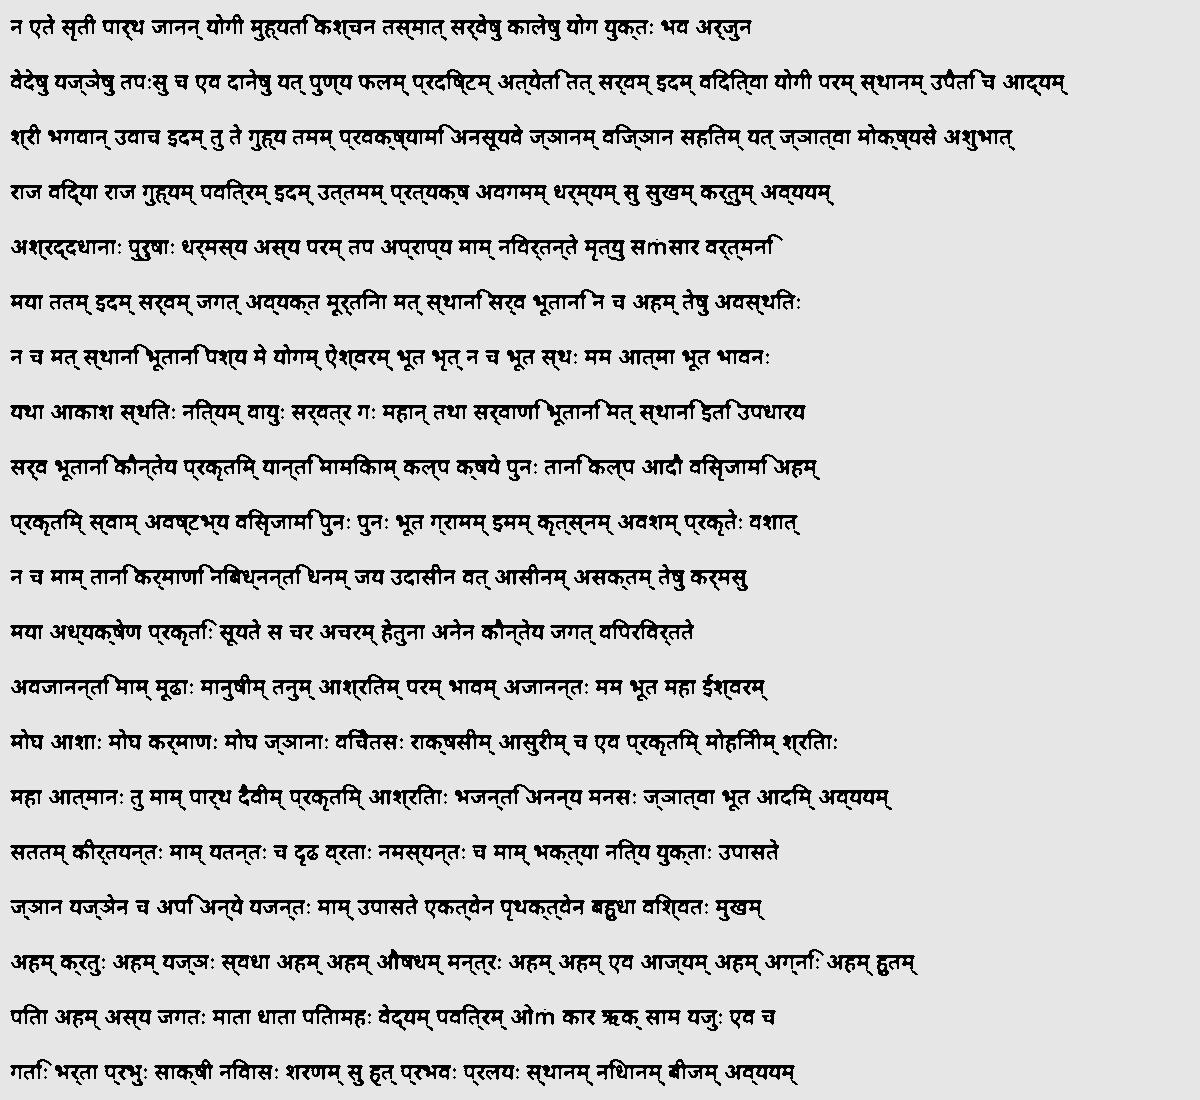 न एते सृती पार्थ जानन् योगी मुह्यति कश्चन तस्मात् सर्वेषु कालेषु योग युक्तः भव अर्जुन
वेदेषु यज्ञेषु तपःसु च एव दानेषु यत् पुण्य फलम् प्रदिष्टम् अत्येति तत् सर्वम् इदम् विदित्वा योगी परम् स्थानम् उपैति च आद्यम्
श्री भगवान् उवाच इदम् तु ते गुह्य तमम् प्रवक्ष्यामि अनसूयवे ज्ञानम् विज्ञान सहितम् यत् ज्ञात्वा मोक्ष्यसे अशुभात्
राज विद्या राज गुह्यम् पवित्रम् इदम् उत्तमम् प्रत्यक्ष अवगमम् धर्म्यम् सु सुखम् कर्तुम् अव्ययम्
अश्रद्दधानाः पुरुषाः धर्मस्य अस्य परम् तप अप्राप्य माम् निवर्तन्ते मृत्यु सṁसार वर्त्मनि
मया ततम् इदम् सर्वम् जगत् अव्यक्त मूर्तिना मत् स्थानि सर्व भूतानि न च अहम् तेषु अवस्थितः
न च मत् स्थानि भूतानि पश्य मे योगम् ऐश्वरम् भूत भृत् न च भूत स्थः मम आत्मा भूत भावनः
यथा आकाश स्थितः नित्यम् वायुः सर्वत्र गः महान् तथा सर्वाणि भूतानि मत् स्थानि इति उपधारय
सर्व भूतानि कौन्तेय प्रकृतिम् यान्ति मामिकाम् कल्प क्षये पुनः तानि कल्प आदौ विसृजामि अहम्
प्रकृतिम् स्वाम् अवष्टभ्य विसृजामि पुनः पुनः भूत ग्रामम् इमम् कृत्स्नम् अवशम् प्रकृतेः वशात्
न च माम् तानि कर्माणि निबध्नन्ति धनम् जय उदासीन वत् आसीनम् असक्तम् तेषु कर्मसु
मया अध्यक्षेण प्रकृतिः सूयते स चर अचरम् हेतुना अनेन कौन्तेय जगत् विपरिवर्तते
अवजानन्ति माम् मूढाः मानुषीम् तनुम् आश्रितम् परम् भावम् अजानन्तः मम भूत महा ईश्वरम्
मोघ आशाः मोघ कर्माणः मोघ ज्ञानाः विचेतसः राक्षसीम् आसुरीम् च एव प्रकृतिम् मोहिनीम् श्रिताः
महा आत्मानः तु माम् पार्थ दैवीम् प्रकृतिम् आश्रिताः भजन्ति अनन्य मनसः ज्ञात्वा भूत आदिम् अव्ययम्
सततम् कीर्तयन्तः माम् यतन्तः च दृढ व्रताः नमस्यन्तः च माम् भक्त्या नित्य युक्ताः उपासते
ज्ञान यज्ञेन च अपि अन्ये यजन्तः माम् उपासते एकत्वेन पृथक्त्वेन बहुधा विश्वतः मुखम्
अहम् क्रतुः अहम् यज्ञः स्वधा अहम् अहम् औषधम् मन्त्रः अहम् अहम् एव आज्यम् अहम् अग्निः अहम् हुतम्
पिता अहम् अस्य जगतः माता धाता पितामहः वेद्यम् पवित्रम् ओṁ कार ऋक् साम यजुः एव च
गतिः भर्ता प्रभुः साक्षी निवासः शरणम् सु हृत् प्रभवः प्रलयः स्थानम् निधानम् बीजम् अव्ययम्